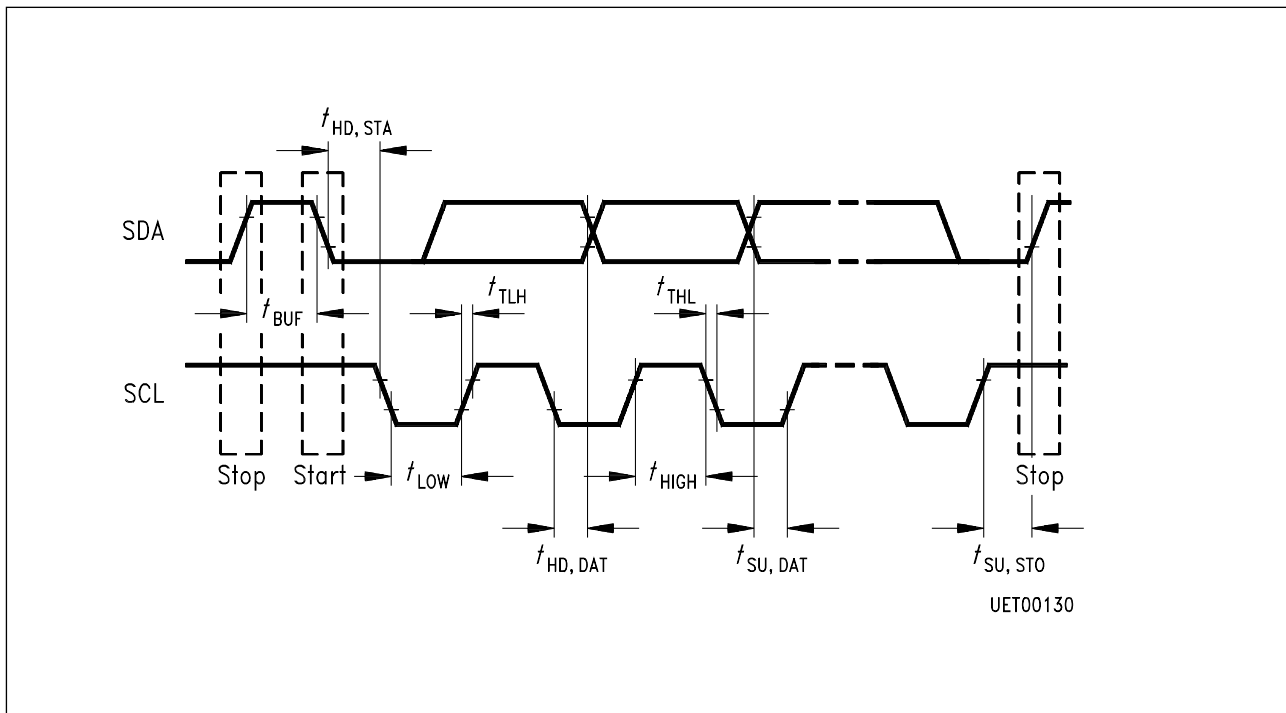 t HD, STA
SDA
t TLH
t THL
t BUF
SCL
Stop
Start
t LOW
t HIGH
Stop
t HD, DAT
t SU, DAT
t SU, STO
UET00130